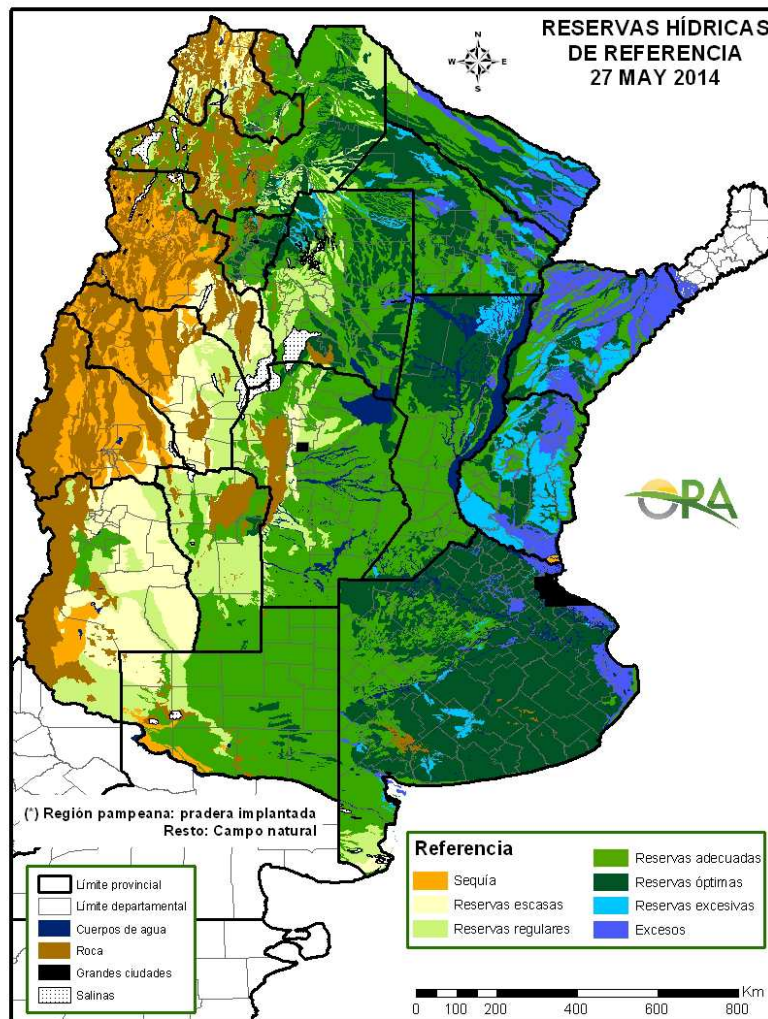 RESERVAS HÍDRICAS
DE REFERENCIA
27 MAY 2014
N
W E
S
ORA
(*) Región pampeana: pradera implantada
Resto: Campo natural
Límite provincial
Límite departamental
Cuerpos de agua
Roca
Grandes ciudades
Salinas
Referencia
Sequía
Reservas escasas
Reservas regulares
Reservas adecuadas
Reservas óptimas
Reservas excesivas
Excesos
Km
0 100 200 400 600 800